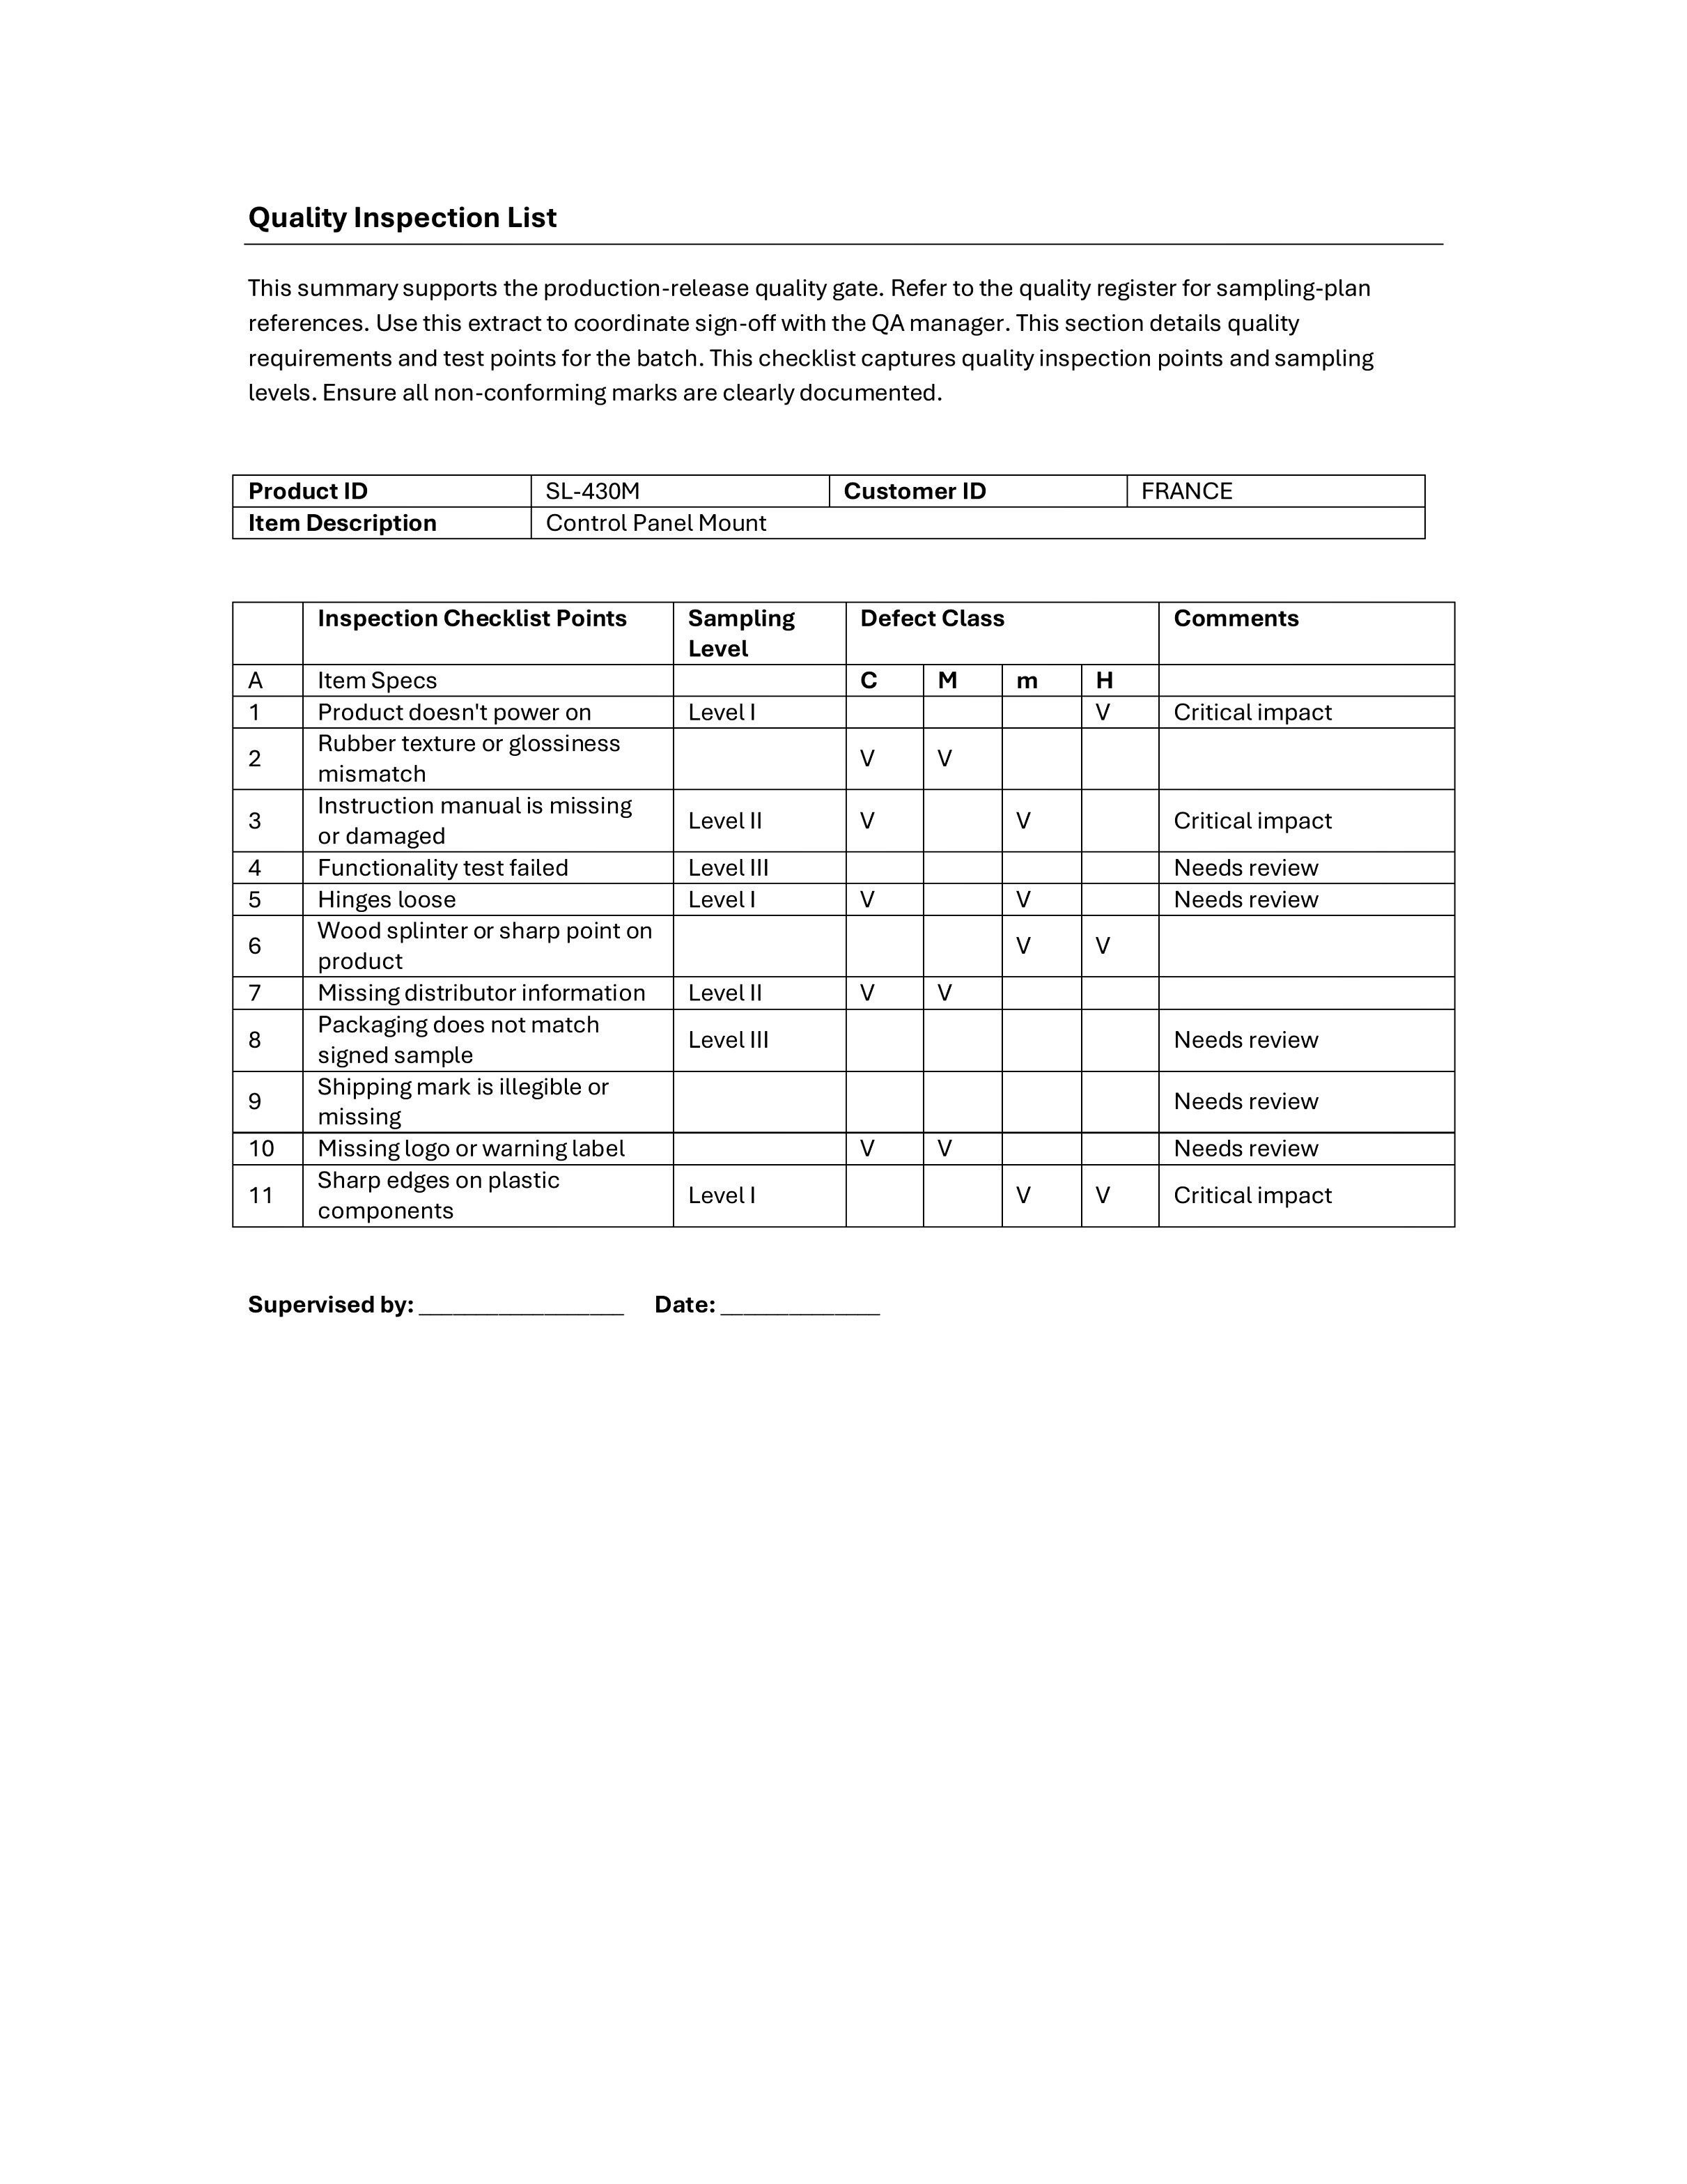 Quality Inspection List
This summary supports the production-release quality gate. Refer to the quality register for sampling-plan
references. Use this extract to coordinate sign-off with the QA manager. This section details quality
requirements and test points for the batch. This checklist captures quality inspection points and sampling
levels. Ensure all non-conforming marks are clearly documented.
Product ID SL-430M Customer ID FRANCE
Item Description Control Panel Mount
Inspection Checklist Points Sampling Defect Class Comments
Level
A Item Specs C M m H
1 Product doesn't power on Level I V Critical impact
Rubber texture or glossiness
2 V V
mismatch
Instruction manual is missing
3 Level II V V Critical impact
or damaged
4 Functionality test failed Level III Needs review
5 Hinges loose Level I V V Needs review
Wood splinter or sharp point on
6 V V
product
7 Missing distributor information Level II V V
Packaging does not match
8 Level III Needs review
signed sample
Shipping mark is illegible or
9 Needs review
missing
10 Missing logo or warning label V V Needs review
Sharp edges on plastic
11 Level I V V Critical impact
components
Supervised by: __________________ Date: ______________